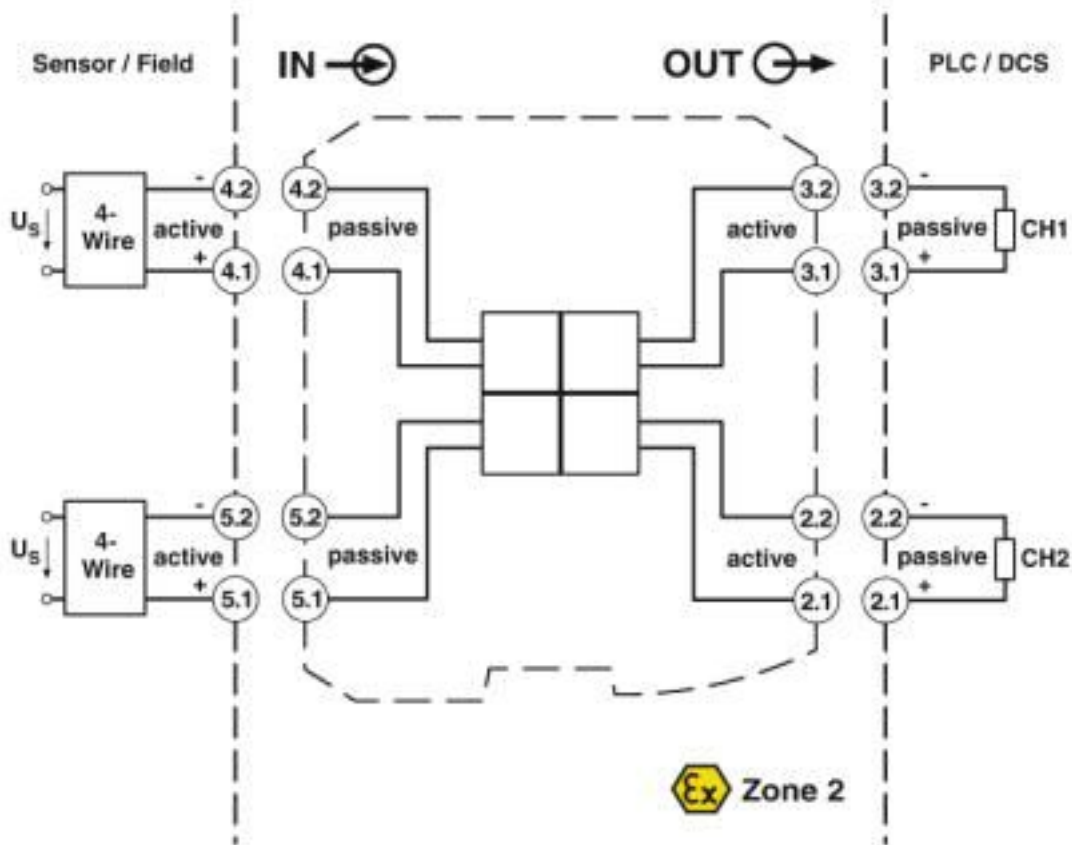 Sensor / Field
IN
OUT
PLC / DCS
4-
Wire
US
-
active
+
4.2
4.1
4.2
passive
4.1
3.2
active
3.1
3.2
-
passive
+
3.1
CH1
4-
Wire
US
-
active
+
5.2
5.1
5.2
passive
5.1
2.2
active
2.1
2.2
-
passive
+
2.1
CH2
Ex
Zone 2